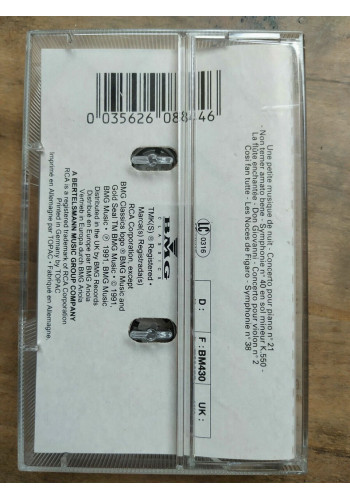 0 035626 088446
Une petite musique de nuit - Concerto pour piano n° 21
- Non temer amato bene - Symphonie n° 40 en sol mineur K.550 -
La flûte enchantée - Don Giovanni - Concerto pour violon n° 2
Cosi fan tutte - Les Noces de Figaro - Symphonie n° 38
LC 0316
D :
F : BM430
UK :
BMG
CLASSICS
TMK(S) ® Registered •
Marca(s) Registrada(s)
RCA Corporation, except
BMG Classics logo ® BMG Music and
Gold Seal TM BMG Music • © 1991,
BMG Music • ℗ 1991, BMG Music
Distributed in the UK by BMG Records
Distribué en Europe par BMG Ariola
Vertrieb in Europa durch BMG Ariola
A BERTELSMANN MUSIC GROUP COMPANY
RCA is a registered trademark of RCA Corporation
Printed in Germany by TOPAC
Imprimé en Allemagne par TOPAC • Fabriqué en Allemagne.